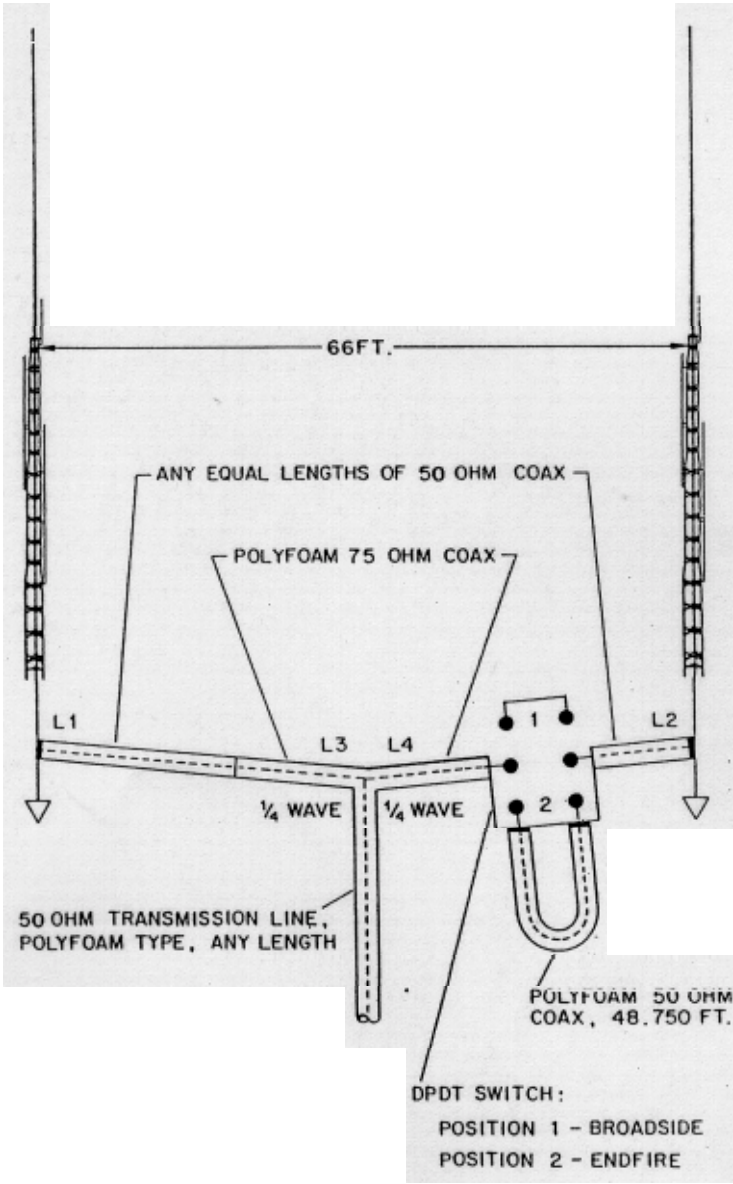 66FT.
ANY EQUAL LENGTHS OF 50 OHM COAX
POLYFOAM 75 OHM COAX
L1
L3
L4
1
L2
¼ WAVE
¼ WAVE
2
50 OHM TRANSMISSION LINE,
POLYFOAM TYPE, ANY LENGTH
POLYFOAM 50 OHM
COAX, 48.750 FT.
DPDT SWITCH:
POSITION 1 - BROADSIDE
POSITION 2 - ENDFIRE